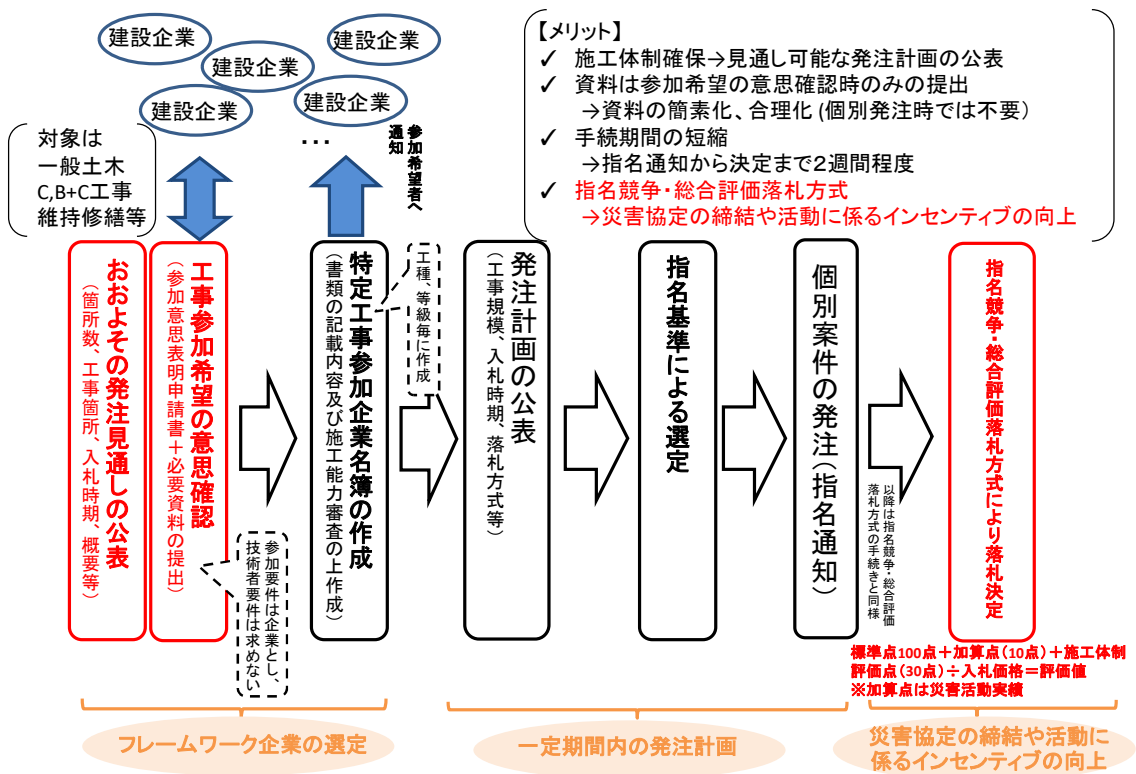 建設企業
建設企業
建設企業
建設企業
建設企業
…
対象は
一般土木
C,B+C工事
維持修繕等
参加希望者へ
通知
【メリット】
✓ 施工体制確保→見通し可能な発注計画の公表
✓ 資料は参加希望の意思確認時のみの提出
→資料の簡素化、合理化(個別発注時では不要)
✓ 手続期間の短縮
→指名通知から決定まで2週間程度
✓ 指名競争・総合評価落札方式
→災害協定の締結や活動に係るインセンティブの向上
おおよその発注見通しの公表
(箇所数、工事箇所、入札時期、概要等)
工事参加希望の意思確認
(参加意思表明申請書+必要資料の提出)
参加要件は企業とし、
技術者要件は求めない
特定工事参加企業名簿の作成
(書類の記載内容及び施工能力審査の上作成)
工種、等級毎に作成
発注計画の公表
(工事規模、入札時期、落札方式等)
指名基準による選定
個別案件の発注(指名通知)
以降は指名競争・総合評価
落札方式の手続きと同様
指名競争・総合評価落札方式により落札決定
標準点100点+加算点(10点)+施工体制
評価点(30点)÷入札価格=評価値
※加算点は災害活動実績
フレームワーク企業の選定
一定期間内の発注計画
災害協定の締結や活動に
係るインセンティブの向上